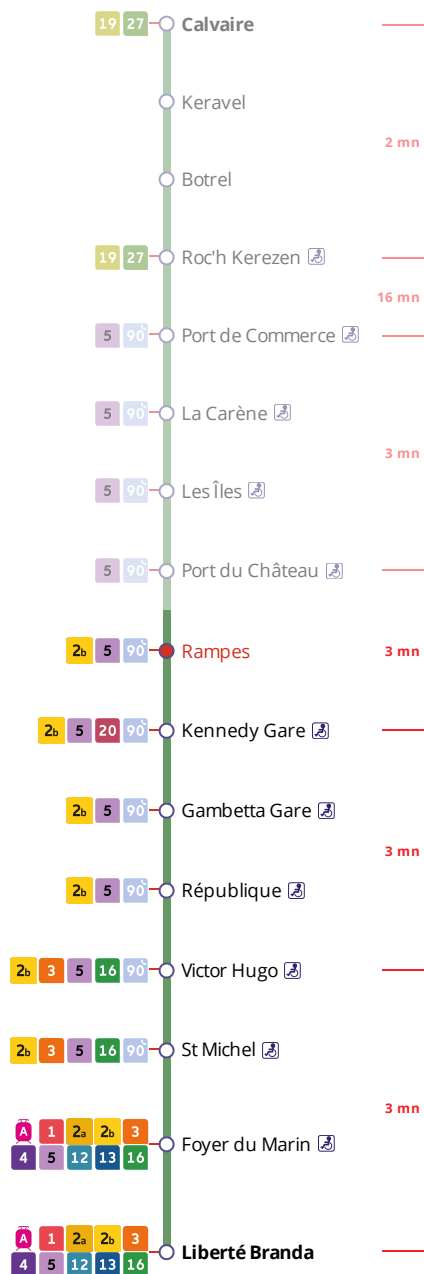 19 27 Calvaire
Keravel
2 mn
Botrel
19 27 Roc'h Kerezen
16 mn
5 90 Port de Commerce
5 90 La Carène
3 mn
5 90 Les Îles
5 90 Port du Château
2b 5 90 Rampes 3 mn
2b 5 20 90 Kennedy Gare
2b 5 90 Gambetta Gare
3 mn
2b 5 90 République
2b 3 5 16 90 Victor Hugo
2b 3 5 16 90 St Michel
3 mn
A 1 2a 2b 3
Foyer du Marin
4 5 12 13 16
A 1 2a 2b 3
Liberté Branda
4 5 12 13 16